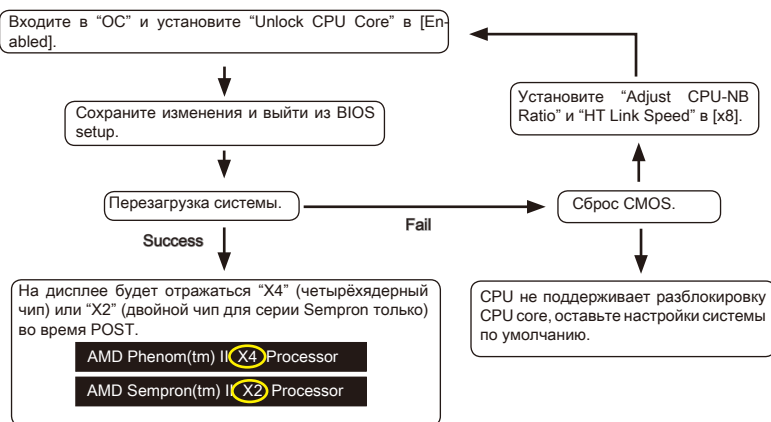 Входите в “OC” и установите “Unlock CPU Core” в [En-
abled].
Сохраните изменения и выйти из BIOS
setup.
Перезагрузка системы.
Success
Fail
На дисплее будет отражаться “X4” (четырёхядерный
чип) или “X2” (двойной чип для серии Sempron только)
во время POST.
AMD Phenom(tm) II X4 Processor
AMD Sempron(tm) II X2 Processor
Установите “Adjust CPU-NB
Ratio” и “HT Link Speed” в [x8].
Сброс CMOS.
CPU не поддерживает разблокировку
CPU core, оставьте настройки системы
по умолчанию.